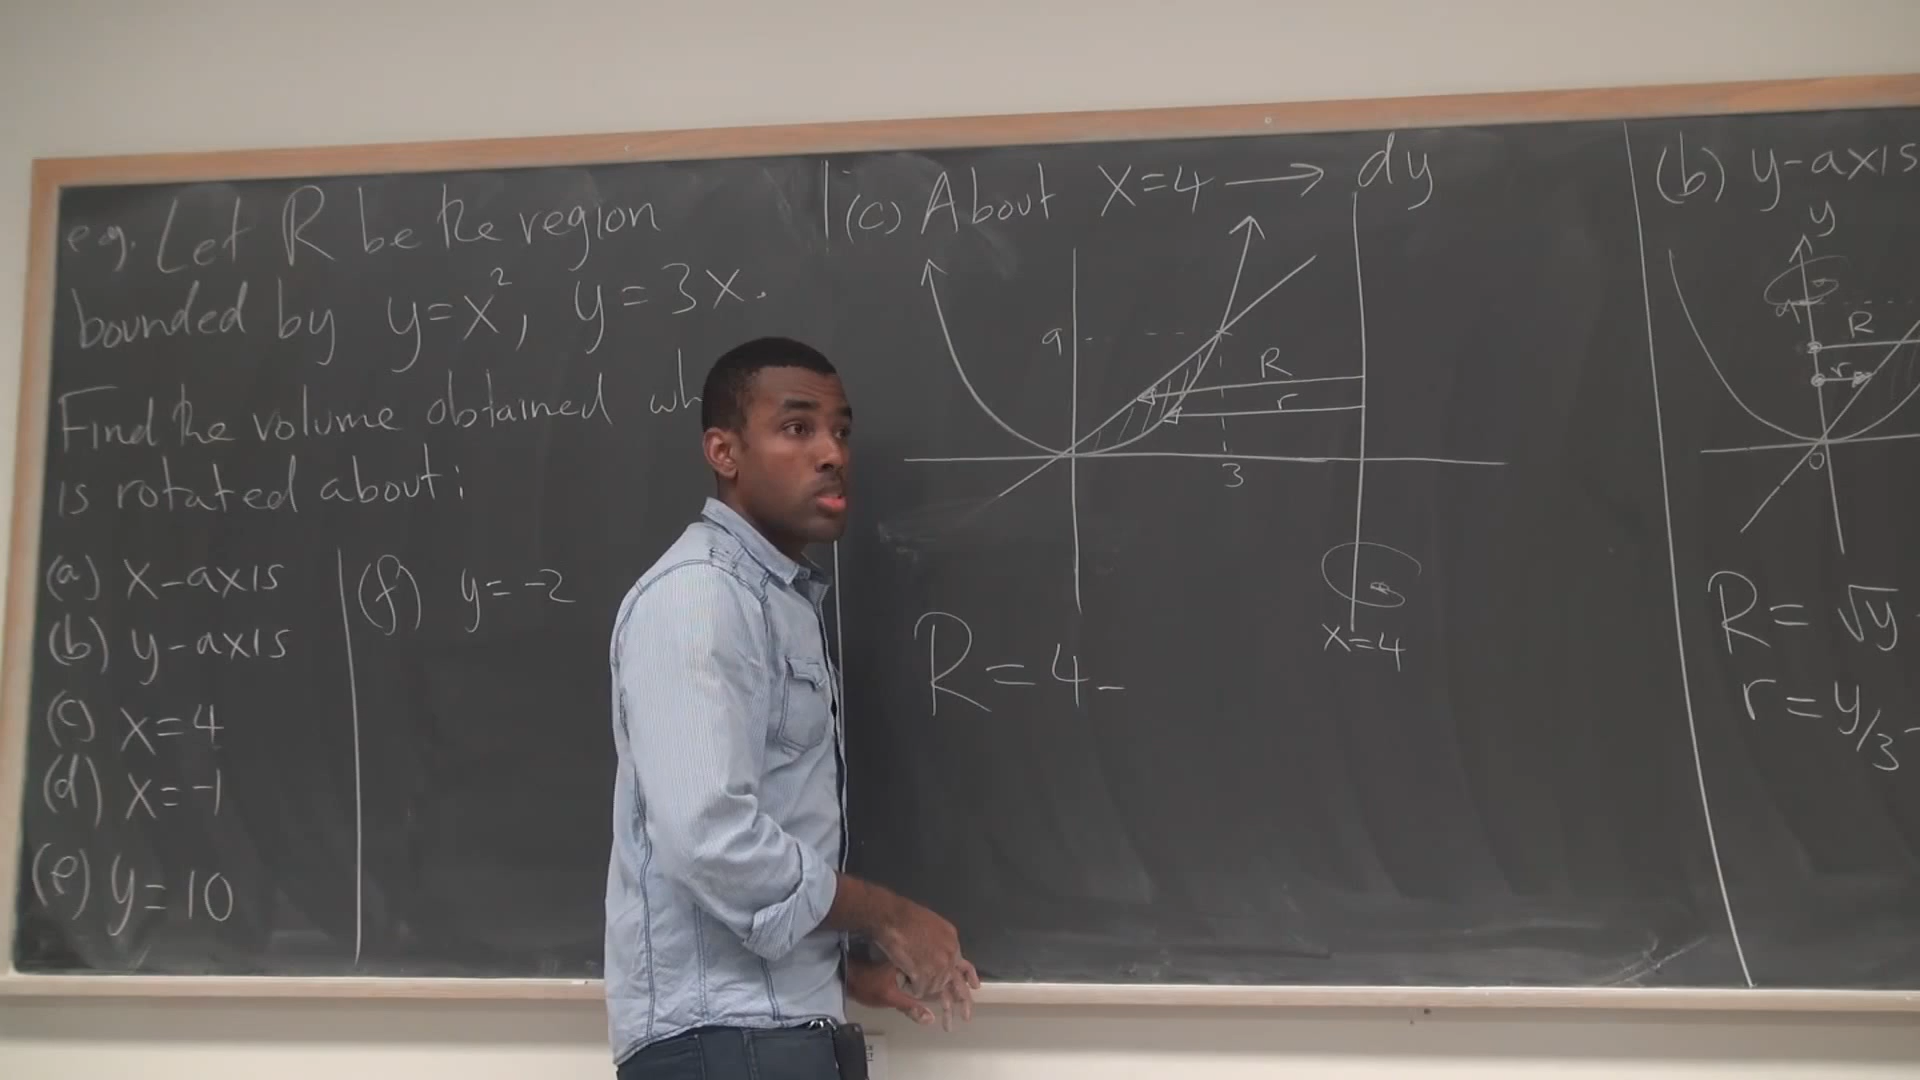 e.g. Let R be the region
bounded by y=x², y=3x.
Find the volume obtained
is rotated about:
(a) x-axis
(b) y-axis
(c) x=4
(d) x=-1
(e) y=10
(f) y=-2
(c) About x=4 → dy
9
R
r
3
x=4
R=4-
(b) y-axis
y
9
R
r
0
R= √y
r=y/3-